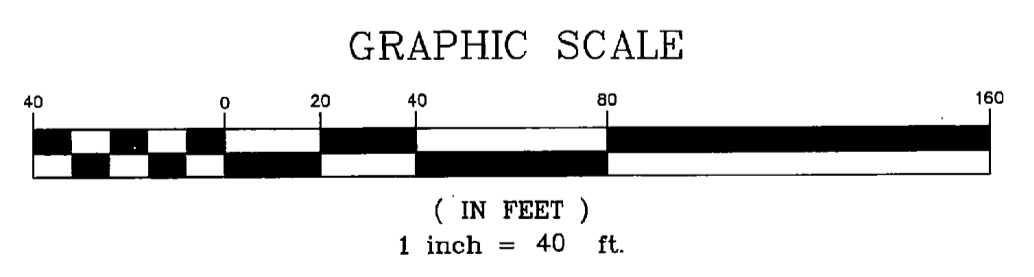 GRAPHIC SCALE
40 0 20 40 80 160
( IN FEET )
1 inch = 40 ft.